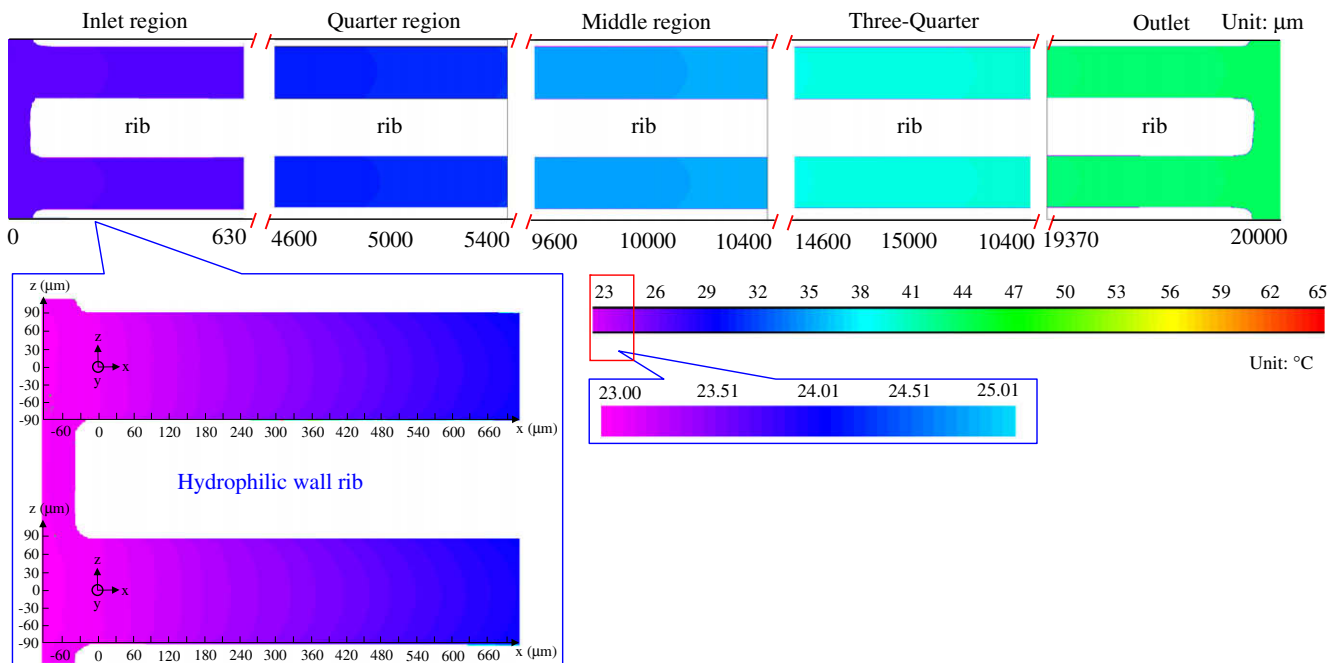 Inlet region Quarter region Middle region Three-Quarter Outlet Unit: μm
rib rib rib rib rib
0 630 4600 5000 5400 9600 10000 10400 14600 15000 10400 19370 20000
z (μm)
90
60
30
0
-30
-60
-90
z
x
y
-60 0 60 120 180 240 300 360 420 480 540 600 660 x (μm)
Hydrophilic wall rib
z (μm)
90
60
30
0
-30
-60
-90
z
x
y
-60 0 60 120 180 240 300 360 420 480 540 600 660 x (μm)
23 26 29 32 35 38 41 44 47 50 53 56 59 62 65
Unit: °C
23.00 23.51 24.01 24.51 25.01